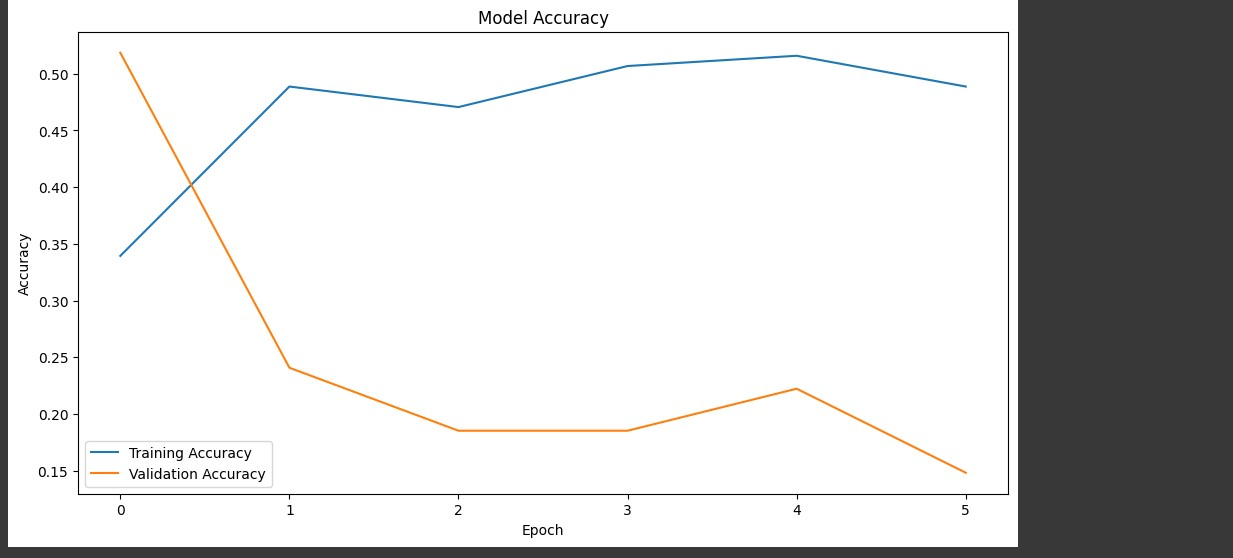 Model Accuracy
Accuracy
0.50
0.45
0.40
0.35
0.30
0.25
0.20
0.15
Training Accuracy
Validation Accuracy
0 1 2 3 4 5
Epoch